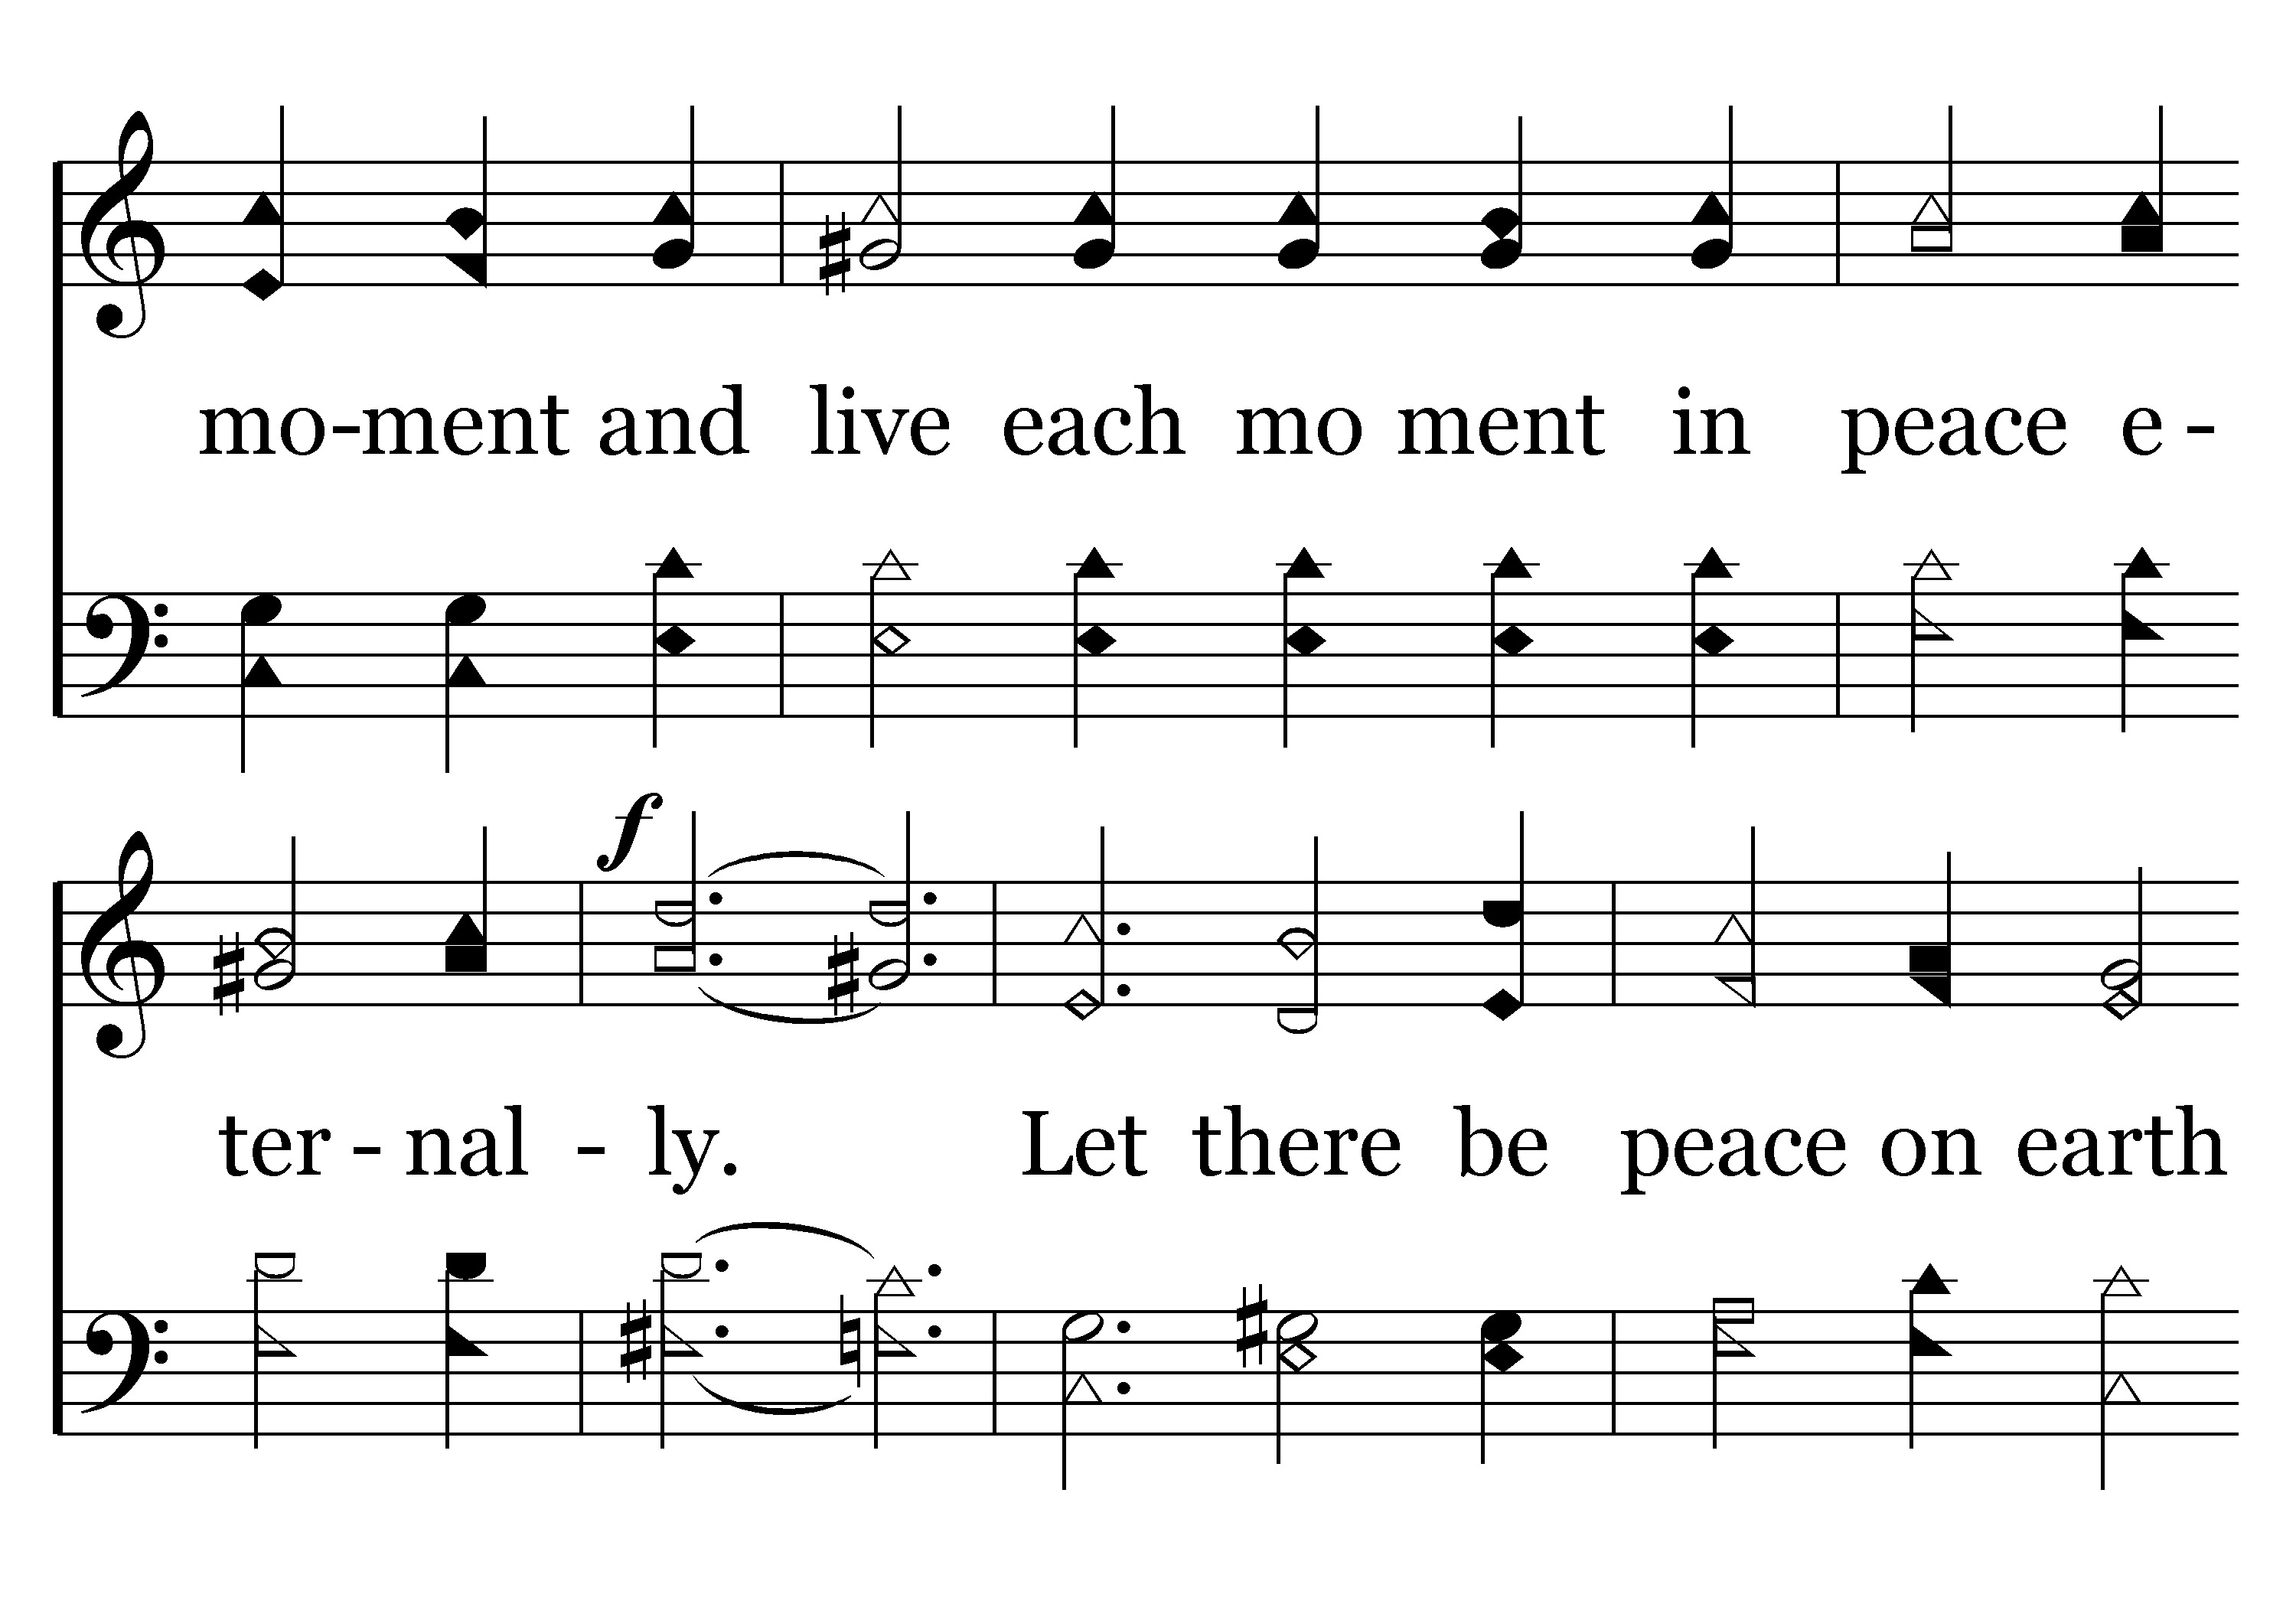 mo-ment and live each mo ment in peace e -
f
ter - nal - ly. Let there be peace on earth